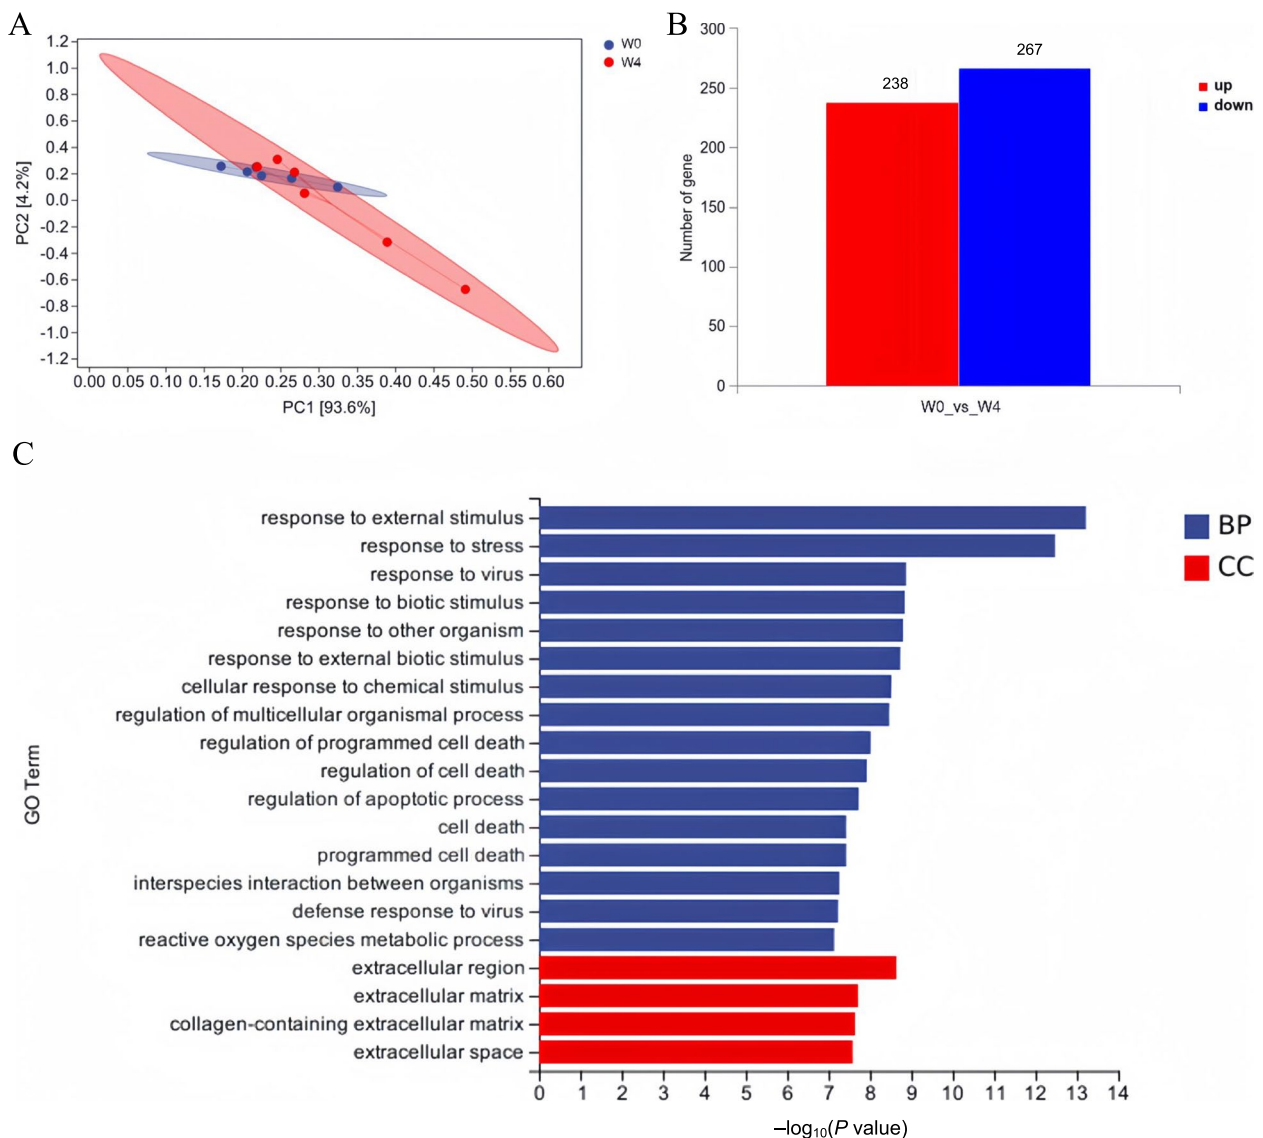 A
W0
W4
1.2
1.0
0.8
0.6
0.4
0.2
0.0
-0.2
-0.4
-0.6
-0.8
-1.0
-1.2
PC2 [4.2%]
0.00 0.05 0.10 0.15 0.20 0.25 0.30 0.35 0.40 0.45 0.50 0.55 0.60
PC1 [93.6%]
B
300
250
200
150
100
50
0
Number of gene
238
267
up
down
W0_vs_W4
C
GO Term
response to external stimulus
response to stress
response to virus
response to biotic stimulus
response to other organism
response to external biotic stimulus
cellular response to chemical stimulus
regulation of multicellular organismal process
regulation of programmed cell death
regulation of cell death
regulation of apoptotic process
cell death
programmed cell death
interspecies interaction between organisms
defense response to virus
reactive oxygen species metabolic process
extracellular region
extracellular matrix
collagen-containing extracellular matrix
extracellular space
BP
CC
0 1 2 3 4 5 6 7 8 9 10 11 12 13 14
–log₁₀(P value)